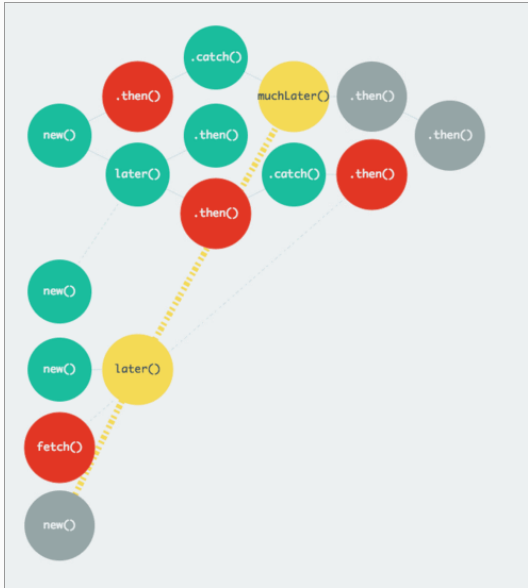 .catch()
.then()
muchLater()
.then()
new()
.then()
.then()
later()
.catch()
.then()
.then()
new()
new()
later()
fetch()
new()